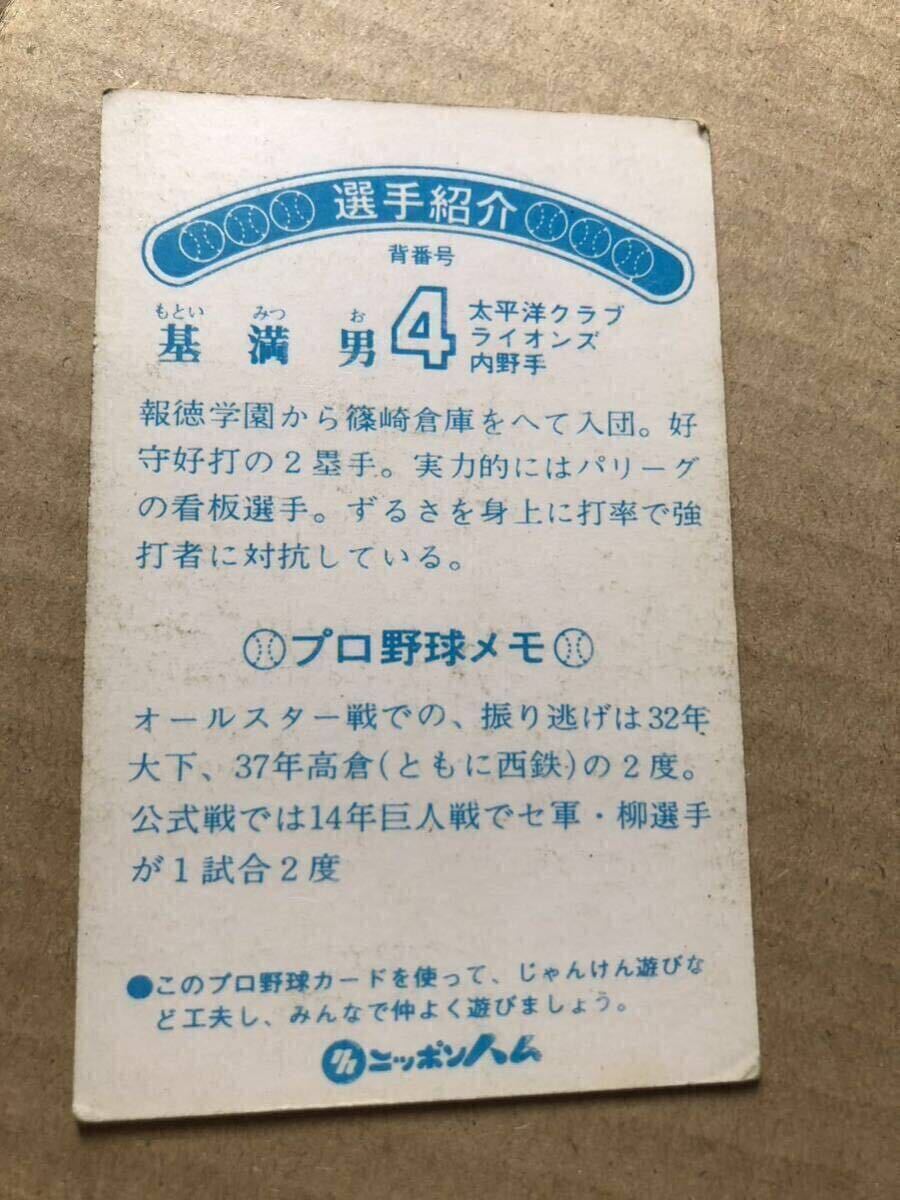 選手紹介
背番号
もとい みつ お
基 満 男
4
太平洋クラブ
ライオンズ
内野手
報徳学園から篠崎倉庫をへて入団。好
守好打の2塁手。実力的にはパリーグ
の看板選手。ずるさを身上に打率で強
打者に対抗している。
プロ野球メモ
オールスター戦での、振り逃げは32年
大下、37年高倉(ともに西鉄)の2度。
公式戦では14年巨人戦でセ軍・柳選手
が1試合2度
●このプロ野球カードを使って、じゃんけん遊びな
ど工夫し、みんなで仲よく遊びましょう。
ニッポンハム